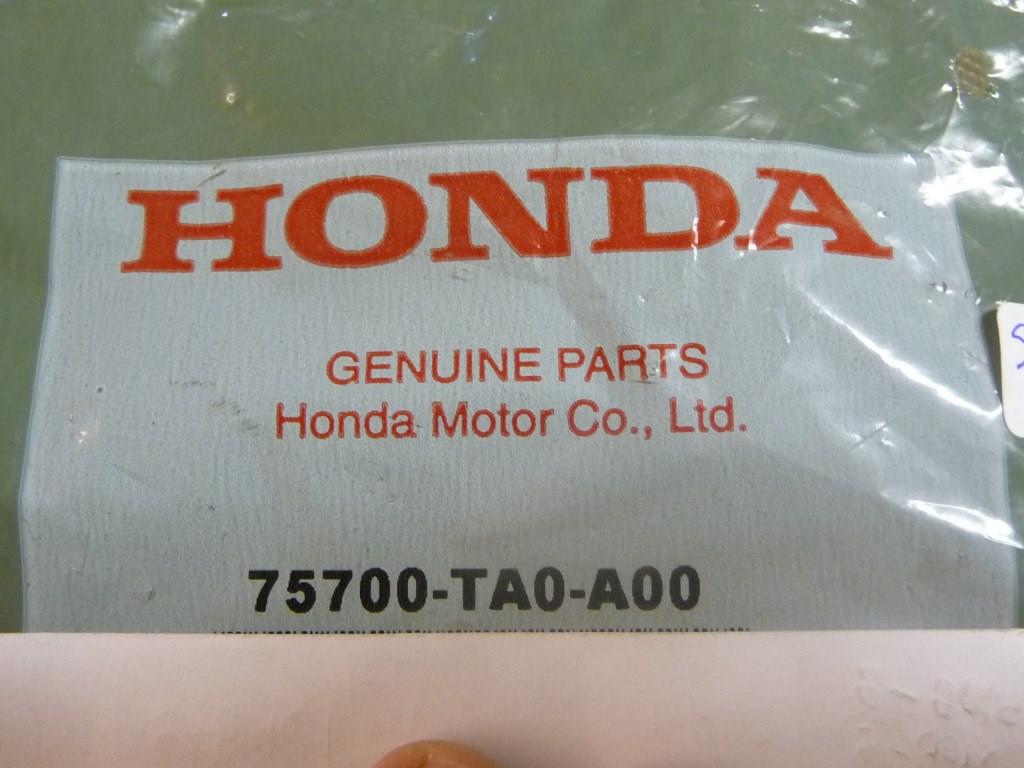 HONDA
GENUINE PARTS
Honda Motor Co., Ltd.
75700-TA0-A00